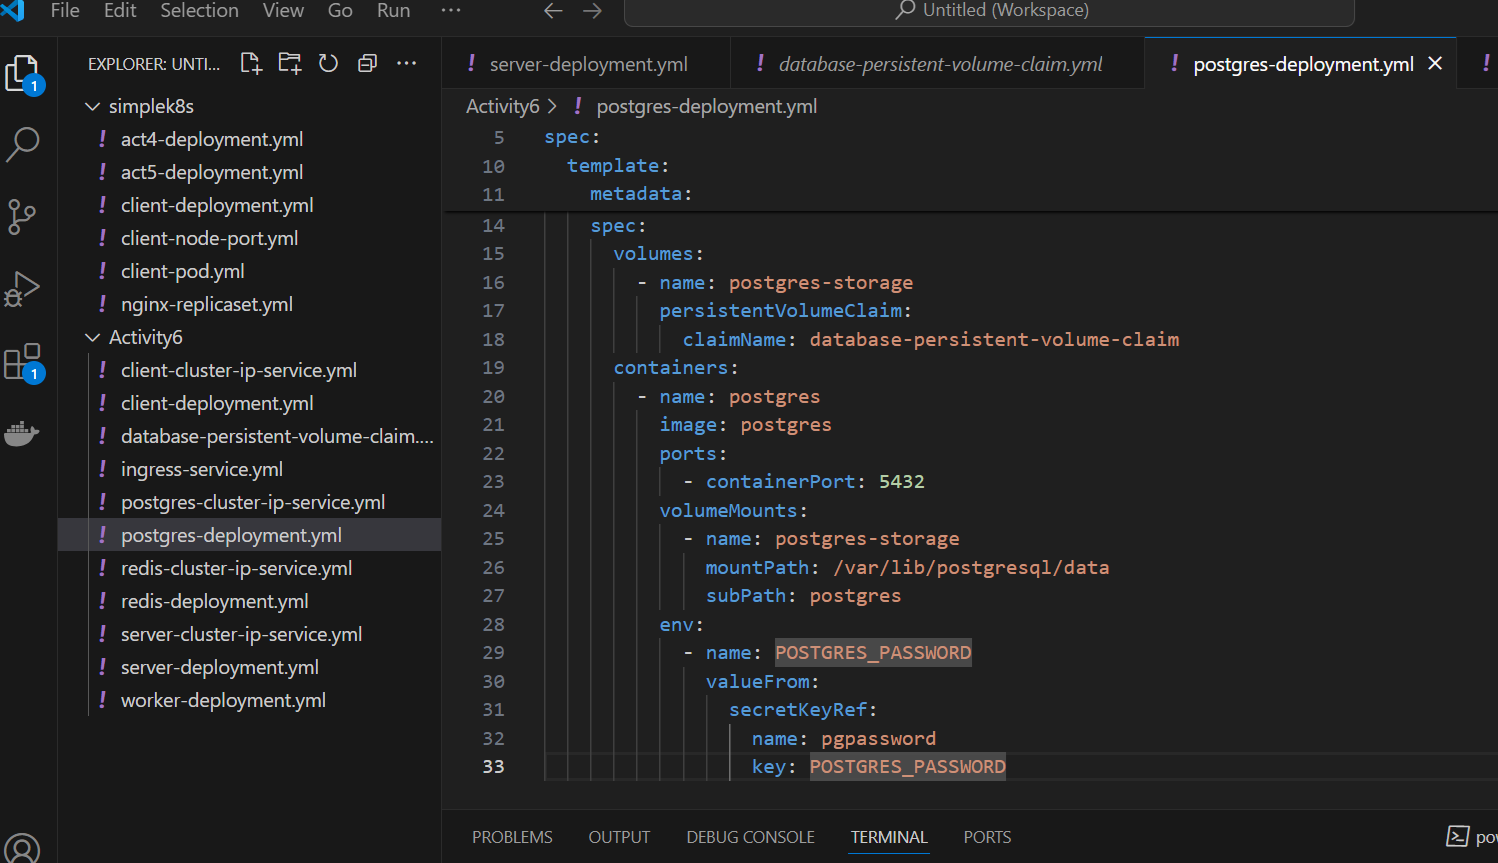 File Edit Selection View Go Run ··· Untitled (Workspace)
EXPLORER: UNTI... ···
1
simplek8s
! act4-deployment.yml
! act5-deployment.yml
! client-deployment.yml
! client-node-port.yml
! client-pod.yml
! nginx-replicaset.yml
Activity6
! client-cluster-ip-service.yml
1
! client-deployment.yml
! database-persistent-volume-claim....
! ingress-service.yml
! postgres-cluster-ip-service.yml
! postgres-deployment.yml
! redis-cluster-ip-service.yml
! redis-deployment.yml
! server-cluster-ip-service.yml
! server-deployment.yml
! worker-deployment.yml
! server-deployment.yml ! database-persistent-volume-claim.yml ! postgres-deployment.yml !
Activity6 > ! postgres-deployment.yml
5 spec:
10 template:
11 metadata:
14 spec:
15 volumes:
16 - name: postgres-storage
17 persistentVolumeClaim:
18 claimName: database-persistent-volume-claim
19 containers:
20 - name: postgres
21 image: postgres
22 ports:
23 - containerPort: 5432
24 volumeMounts:
25 - name: postgres-storage
26 mountPath: /var/lib/postgresql/data
27 subPath: postgres
28 env:
29 - name: POSTGRES_PASSWORD
30 valueFrom:
31 secretKeyRef:
32 name: pgpassword
33 key: POSTGRES_PASSWORD
PROBLEMS OUTPUT DEBUG CONSOLE TERMINAL PORTS pow